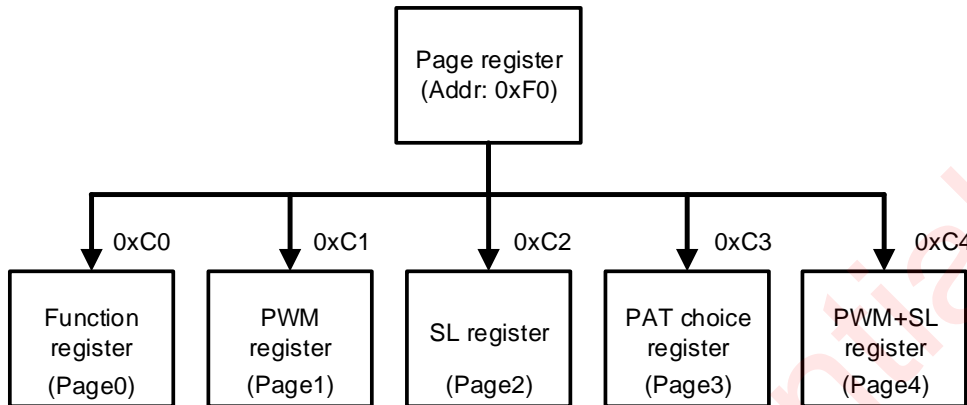 Page register
(Addr: 0xF0)
0xC0
0xC1
0xC2
0xC3
0xC4
Function
register
(Page0)
PWM
register
(Page1)
SL register
(Page2)
PAT choice
register
(Page3)
PWM+SL
register
(Page4)